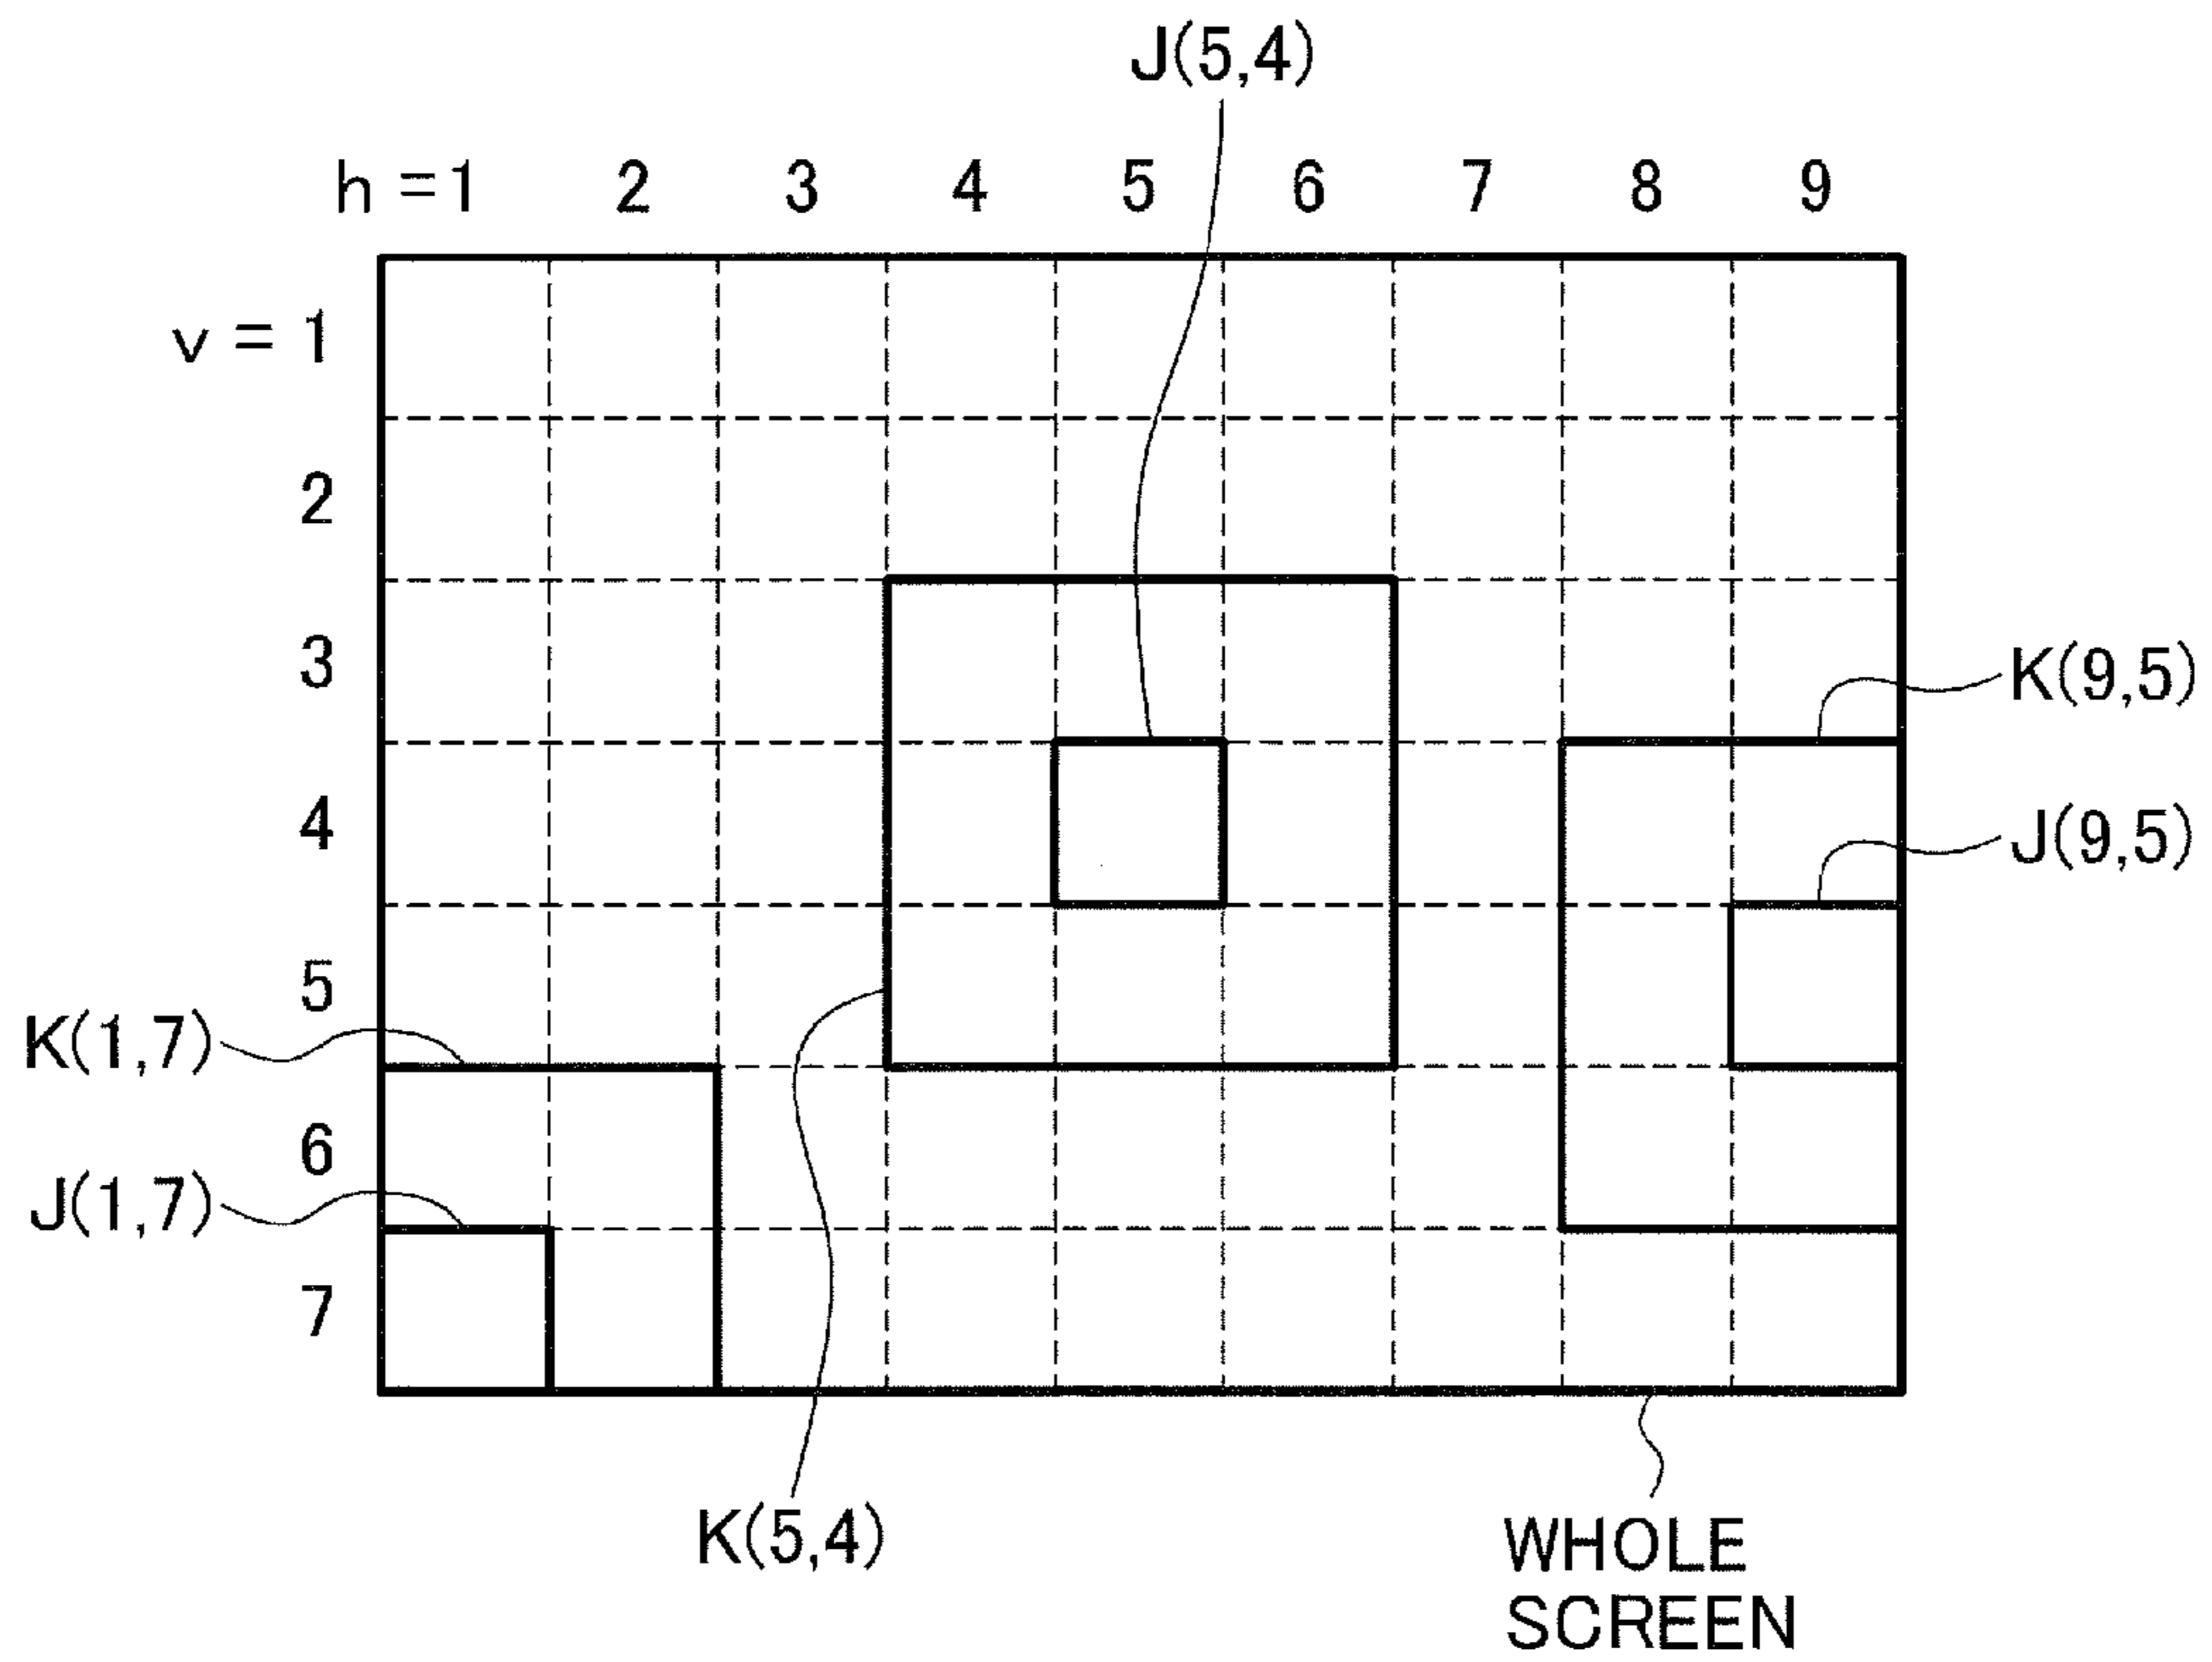 J(5,4)
h =1 2 3 4 5 6 7 8 9
v = 1
2
3
K(9,5)
4
J(9,5)
5
K(1,7)
6
J(1,7)
7
K(5,4)
WHOLE
SCREEN